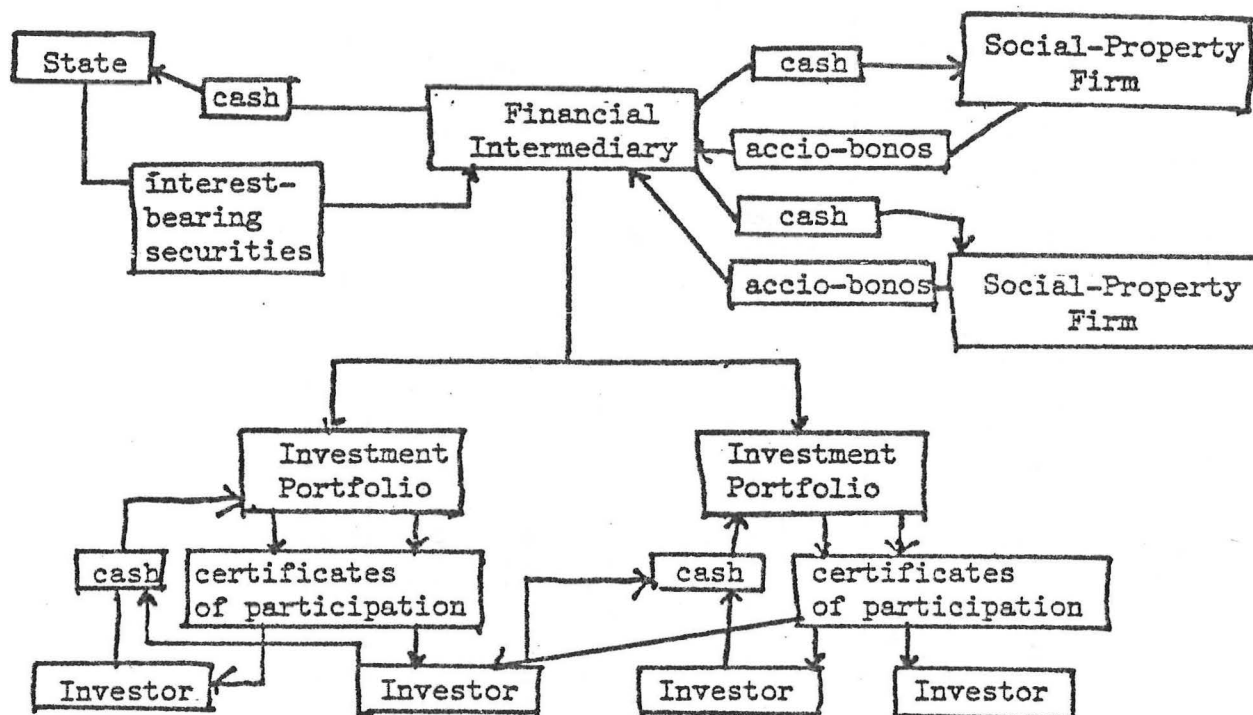 State
cash
Financial
Intermediary
cash
Social-Property
Firm
accio-bonos
interest-
bearing
securities
cash
accio-bonos
Social-Property
Firm
Investment
Portfolio
Investment
Portfolio
cash
certificates
of participation
cash
certificates
of participation
Investor
Investor
Investor
Investor